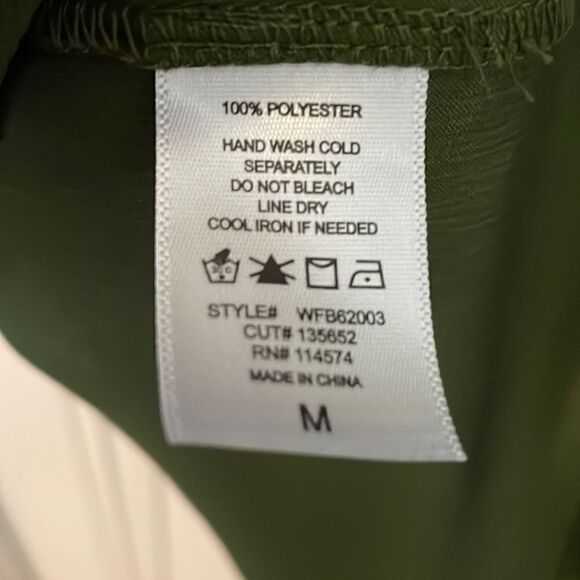 100% POLYESTER
HAND WASH COLD
SEPARATELY
DO NOT BLEACH
LINE DRY
COOL IRON IF NEEDED
STYLE# WFB62003
CUT# 135652
RN# 114574
MADE IN CHINA
M